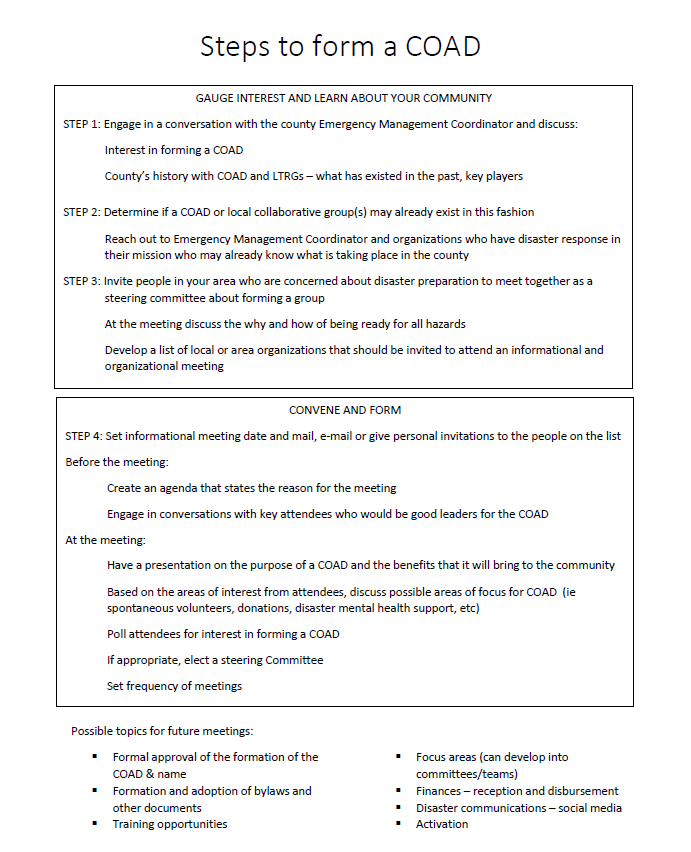 Steps to form a COAD
GAUGE INTEREST AND LEARN ABOUT YOUR COMMUNITY
STEP 1: Engage in a conversation with the county Emergency Management Coordinator and discuss:
Interest in forming a COAD
County's history with COAD and LTRGs – what has existed in the past, key players
STEP 2: Determine if a COAD or local collaborative group(s) may already exist in this fashion
Reach out to Emergency Management Coordinator and organizations who have disaster response in
their mission who may already know what is taking place in the county
STEP 3: Invite people in your area who are concerned about disaster preparation to meet together as a
steering committee about forming a group
At the meeting discuss the why and how of being ready for all hazards
Develop a list of local or area organizations that should be invited to attend an informational and
organizational meeting
CONVENE AND FORM
STEP 4: Set informational meeting date and mail, e-mail or give personal invitations to the people on the list
Before the meeting:
Create an agenda that states the reason for the meeting
Engage in conversations with key attendees who would be good leaders for the COAD
At the meeting:
Have a presentation on the purpose of a COAD and the benefits that it will bring to the community
Based on the areas of interest from attendees, discuss possible areas of focus for COAD (ie
spontaneous volunteers, donations, disaster mental health support, etc)
Poll attendees for interest in forming a COAD
If appropriate, elect a steering Committee
Set frequency of meetings
Possible topics for future meetings:
▪ Formal approval of the formation of the
COAD & name
▪ Formation and adoption of bylaws and
other documents
▪ Training opportunities
▪ Focus areas (can develop into
committees/teams)
▪ Finances – reception and disbursement
▪ Disaster communications – social media
▪ Activation